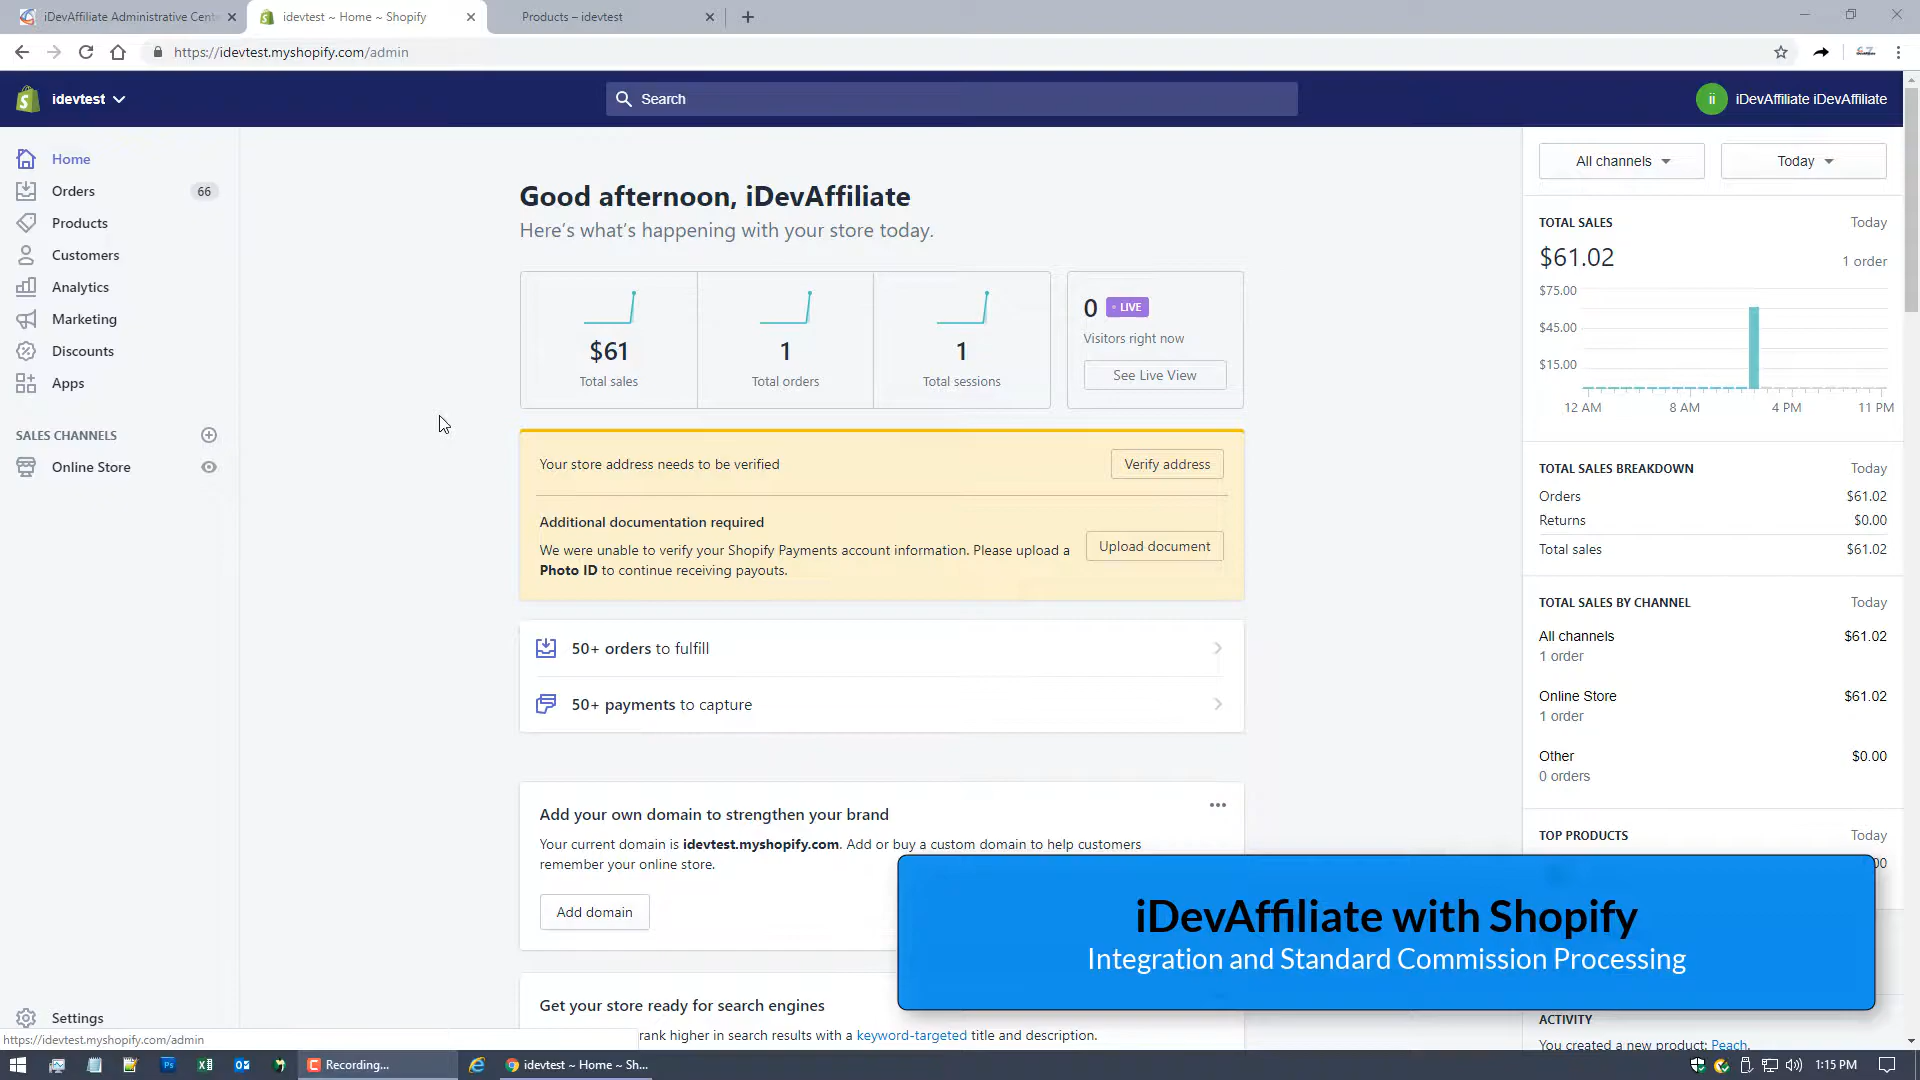 iDevAffiliate Administrative Cente
idevtest ~ Home ~ Shopify
Products – idevtest
https://idevtest.myshopify.com/admin
idevtest
Search
ii
iDevAffiliate iDevAffiliate
Home
Orders
66
Products
Customers
Analytics
Marketing
Discounts
Apps
SALES CHANNELS
Online Store
Settings
https://idevtest.myshopify.com/admin
Good afternoon, iDevAffiliate
Here's what's happening with your store today.
$61
Total sales
1
Total orders
1
Total sessions
0
LIVE
Visitors right now
See Live View
Your store address needs to be verified
Verify address
Additional documentation required
We were unable to verify your Shopify Payments account information. Please upload a
Photo ID to continue receiving payouts.
Upload document
50+ orders to fulfill
50+ payments to capture
Add your own domain to strengthen your brand
Your current domain is idevtest.myshopify.com. Add or buy a custom domain to help customers
remember your online store.
Add domain
Get your store ready for search engines
rank higher in search results with a keyword-targeted title and description.
All channels
Today
TOTAL SALES
Today
$61.02
1 order
$75.00
$45.00
$15.00
12 AM
8 AM
4 PM
11 PM
TOTAL SALES BREAKDOWN
Today
Orders
$61.02
Returns
$0.00
Total sales
$61.02
TOTAL SALES BY CHANNEL
Today
All channels
$61.02
1 order
Online Store
$61.02
1 order
Other
$0.00
0 orders
TOP PRODUCTS
Today
00
iDevAffiliate with Shopify
Integration and Standard Commission Processing
ACTIVITY
You created a new product: Peach.
Recording...
idevtest ~ Home ~ Sh...
1:15 PM